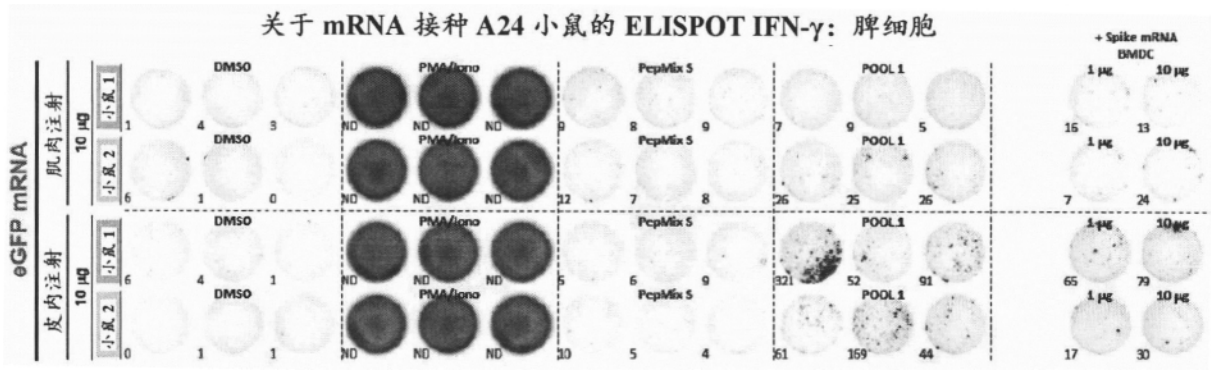 关于 mRNA 接种 A24 小鼠的 ELISPOT IFN-γ: 脾细胞
+ Spike mRNA
BMDC
eGFP mRNA
肌内注射
10 μg
小鼠 1
DMSO
PMA/Iono
PepMix S
POOL 1
1 μg
10 μg
1
4
3
ND
ND
ND
9
8
9
7
9
5
16
13
小鼠 2
DMSO
PMA/Iono
PepMix S
POOL 1
1 μg
10 μg
6
1
0
ND
ND
ND
12
7
8
26
25
26
7
24
皮内注射
10 μg
小鼠 1
DMSO
PMA/Iono
PepMix S
POOL 1
1 μg
10 μg
6
4
1
ND
ND
ND
5
6
9
321
52
91
65
79
小鼠 2
DMSO
PMA/Iono
PepMix S
POOL 1
1 μg
10 μg
0
1
1
ND
ND
ND
10
5
4
61
159
44
17
30